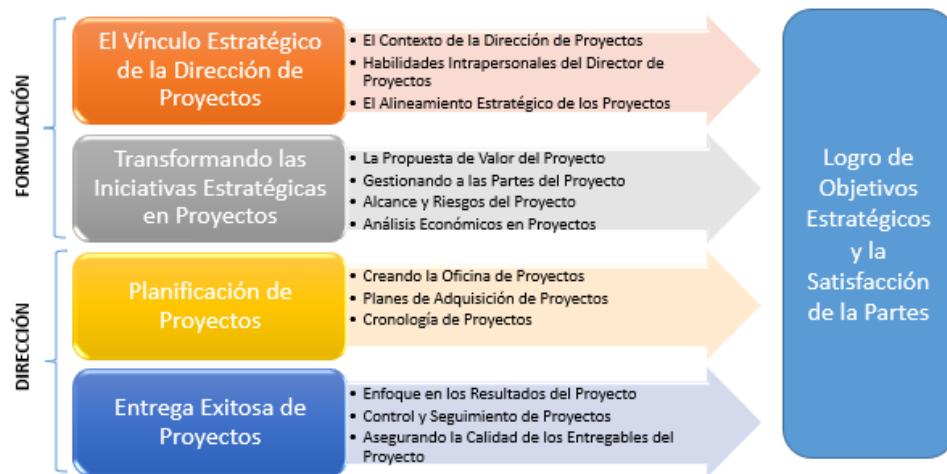 FORMULACIÓN
El Vínculo Estratégico
de la Dirección de
Proyectos
• El Contexto de la Dirección de Proyectos
• Habilidades Intrapersonales del Director de
Proyectos
• El Alineamiento Estratégico de los Proyectos
Transformando las
Iniciativas Estratégicas
en Proyectos
• La Propuesta de Valor del Proyecto
• Gestionando a las Partes del Proyecto
• Alcance y Riesgos del Proyecto
• Análisis Económicos en Proyectos
DIRECCIÓN
Planificación de
Proyectos
• Creando la Oficina de Proyectos
• Planes de Adquisición de Proyectos
• Cronología de Proyectos
Entrega Exitosa de
Proyectos
• Enfoque en los Resultados del Proyecto
• Control y Seguimiento de Proyectos
• Asegurando la Calidad de los Entregables del
Proyecto
Logro de
Objetivos
Estratégicos
y la
Satisfacción
de la Partes